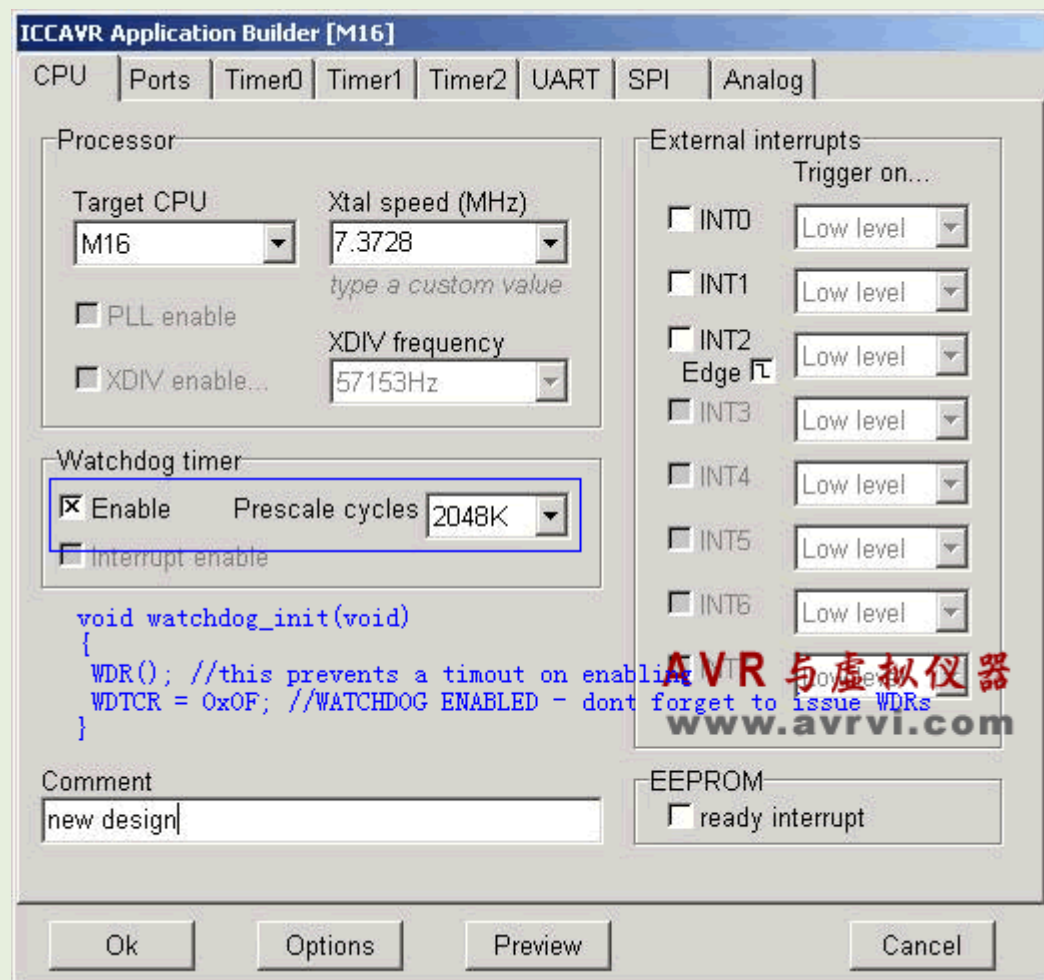 ICCAVR Application Builder [M16]
CPU Ports Timer0 Timer1 Timer2 UART SPI Analog
Processor
Target CPU Xtal speed (MHz)
M16 7.3728
type a custom value
PLL enable
XDIV frequency
XDIV enable... 57153Hz
Watchdog timer
Enable Prescale cycles 2048K
Interrupt enable
void watchdog_init(void)
{
WDR(); //this prevents a timeout on enabling
WDTCR = 0x0F; //WATCHDOG ENABLED - dont forget to issue WDRs
}
Comment
new design
External interrupts
Trigger on...
INT0 Low level
INT1 Low level
INT2 Low level
Edge
INT3 Low level
INT4 Low level
INT5 Low level
INT6 Low level
Low level
AVR 与虚拟仪器
www.avrvi.com
EEPROM
ready interrupt
Ok Options Preview Cancel